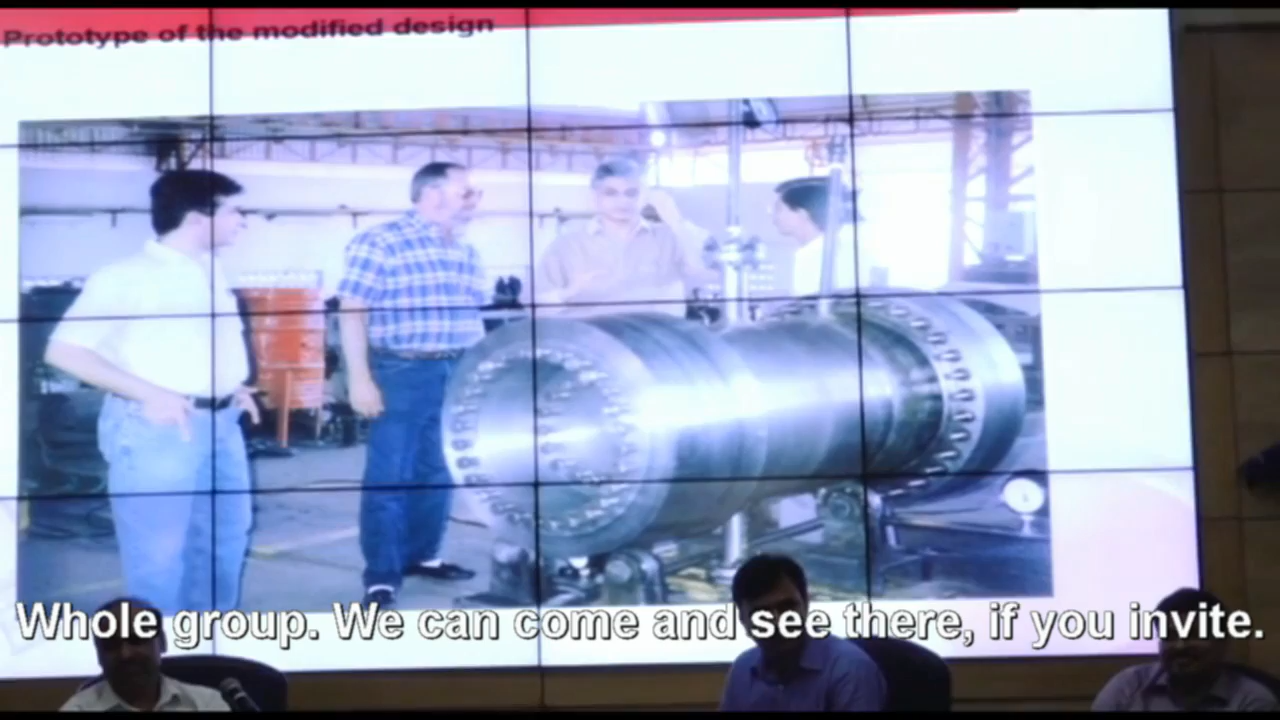 Prototype of the modified design
Whole group. We can come and see there, if you invite.